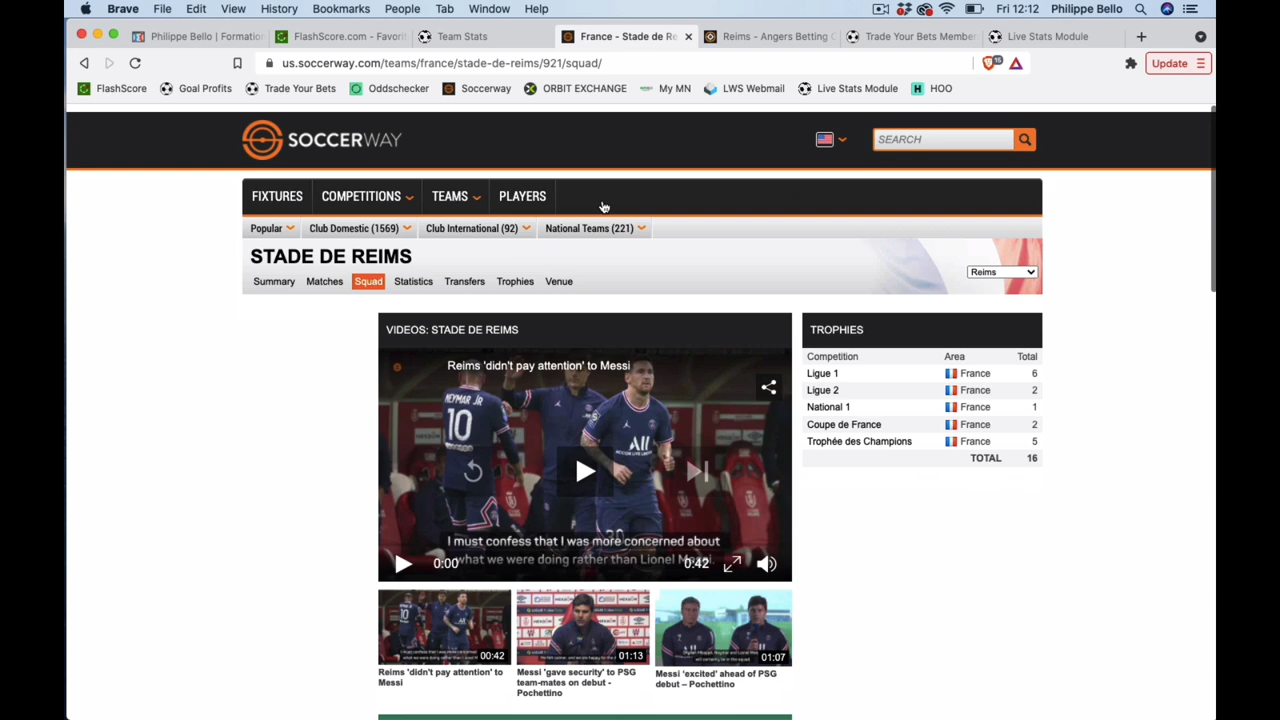 Brave File Edit View History Bookmarks People Tab Window Help Fri 12:12 Philippe Bello
Philippe Bello | Formation FlashScore.com - Favorit Team Stats France - Stade de Re Reims - Angers Betting Trade Your Bets Member Live Stats Module
us.soccerway.com/teams/france/stade-de-reims/921/squad/ 15 Update
FlashScore Goal Profits Trade Your Bets Oddschecker Soccerway ORBIT EXCHANGE My MN LWS Webmail Live Stats Module HOO
SOCCERWAY SEARCH
FIXTURES COMPETITIONS TEAMS PLAYERS
Popular Club Domestic (1569) Club International (92) National Teams (221)
STADE DE REIMS
Reims
Summary Matches Squad Statistics Transfers Trophies Venue
VIDEOS: STADE DE REIMS
Reims 'didn't pay attention' to Messi
NEYMAR JR
10
ALL
I must confess that I was more concerned about
what we were doing rather than Lionel Messi.
0:00 0:42
00:42 01:13 01:07
Reims 'didn't pay attention' to
Messi
Messi 'gave security' to PSG
team-mates on debut -
Pochettino
Messi 'excited' ahead of PSG
debut – Pochettino
TROPHIES
Competition Area Total
Ligue 1 France 6
Ligue 2 France 2
National 1 France 1
Coupe de France France 2
Trophée des Champions France 5
TOTAL 16